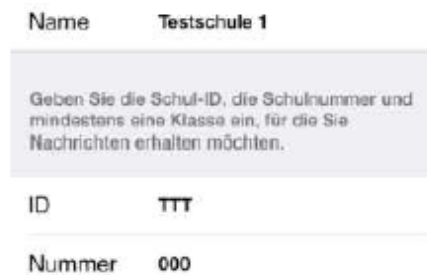 Name Testschule 1
Geben Sie die Schul-ID, die Schulnummer und
mindestens eine Klasse ein, für die Sie
Nachrichten erhalten möchten.
ID TTT
Nummer 000